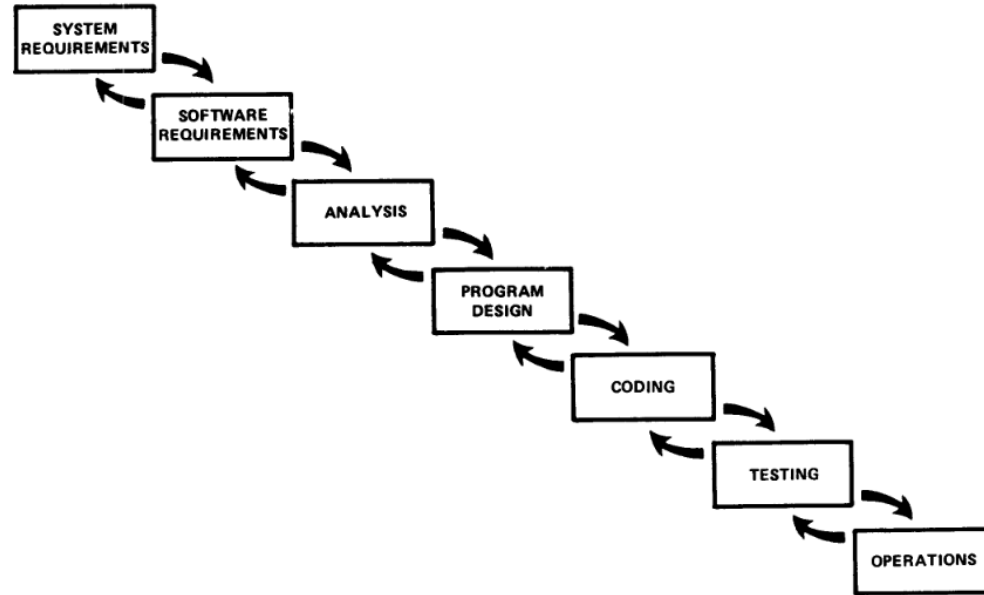 SYSTEM
REQUIREMENTS
SOFTWARE
REQUIREMENTS
ANALYSIS
PROGRAM
DESIGN
CODING
TESTING
OPERATIONS